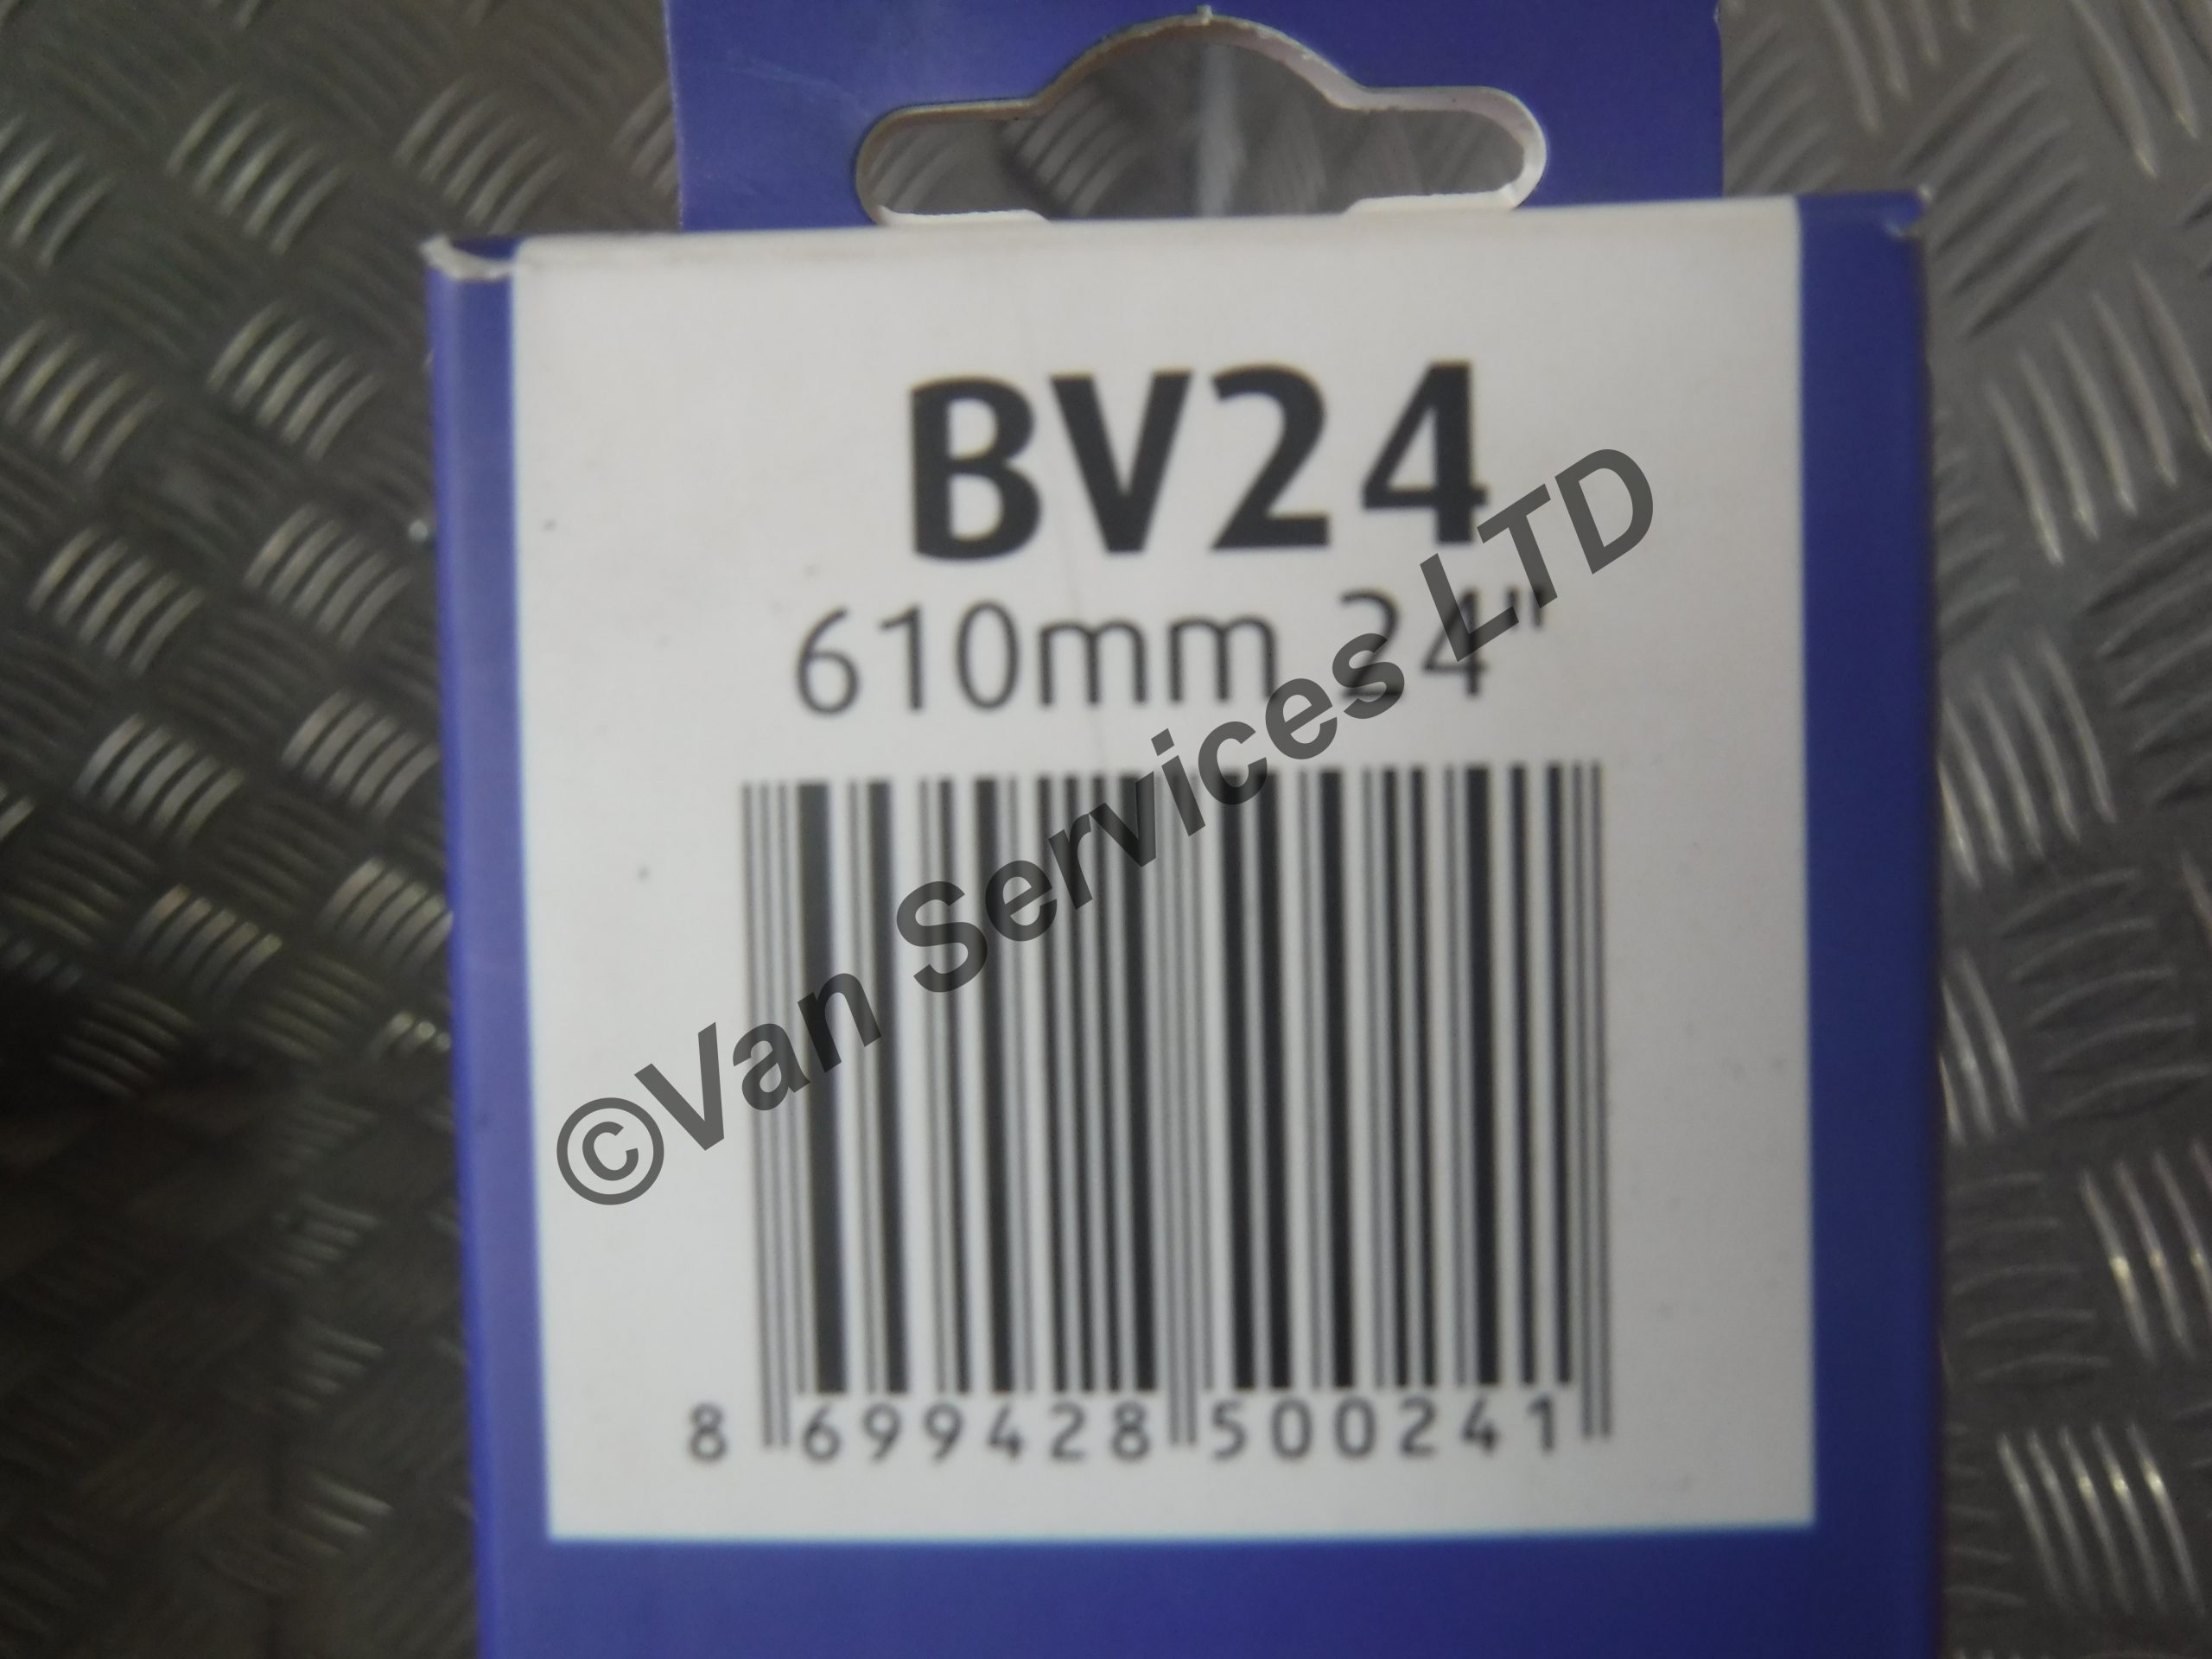 BV24
610mm 24"
©Van Services LTD
8 699428 500241